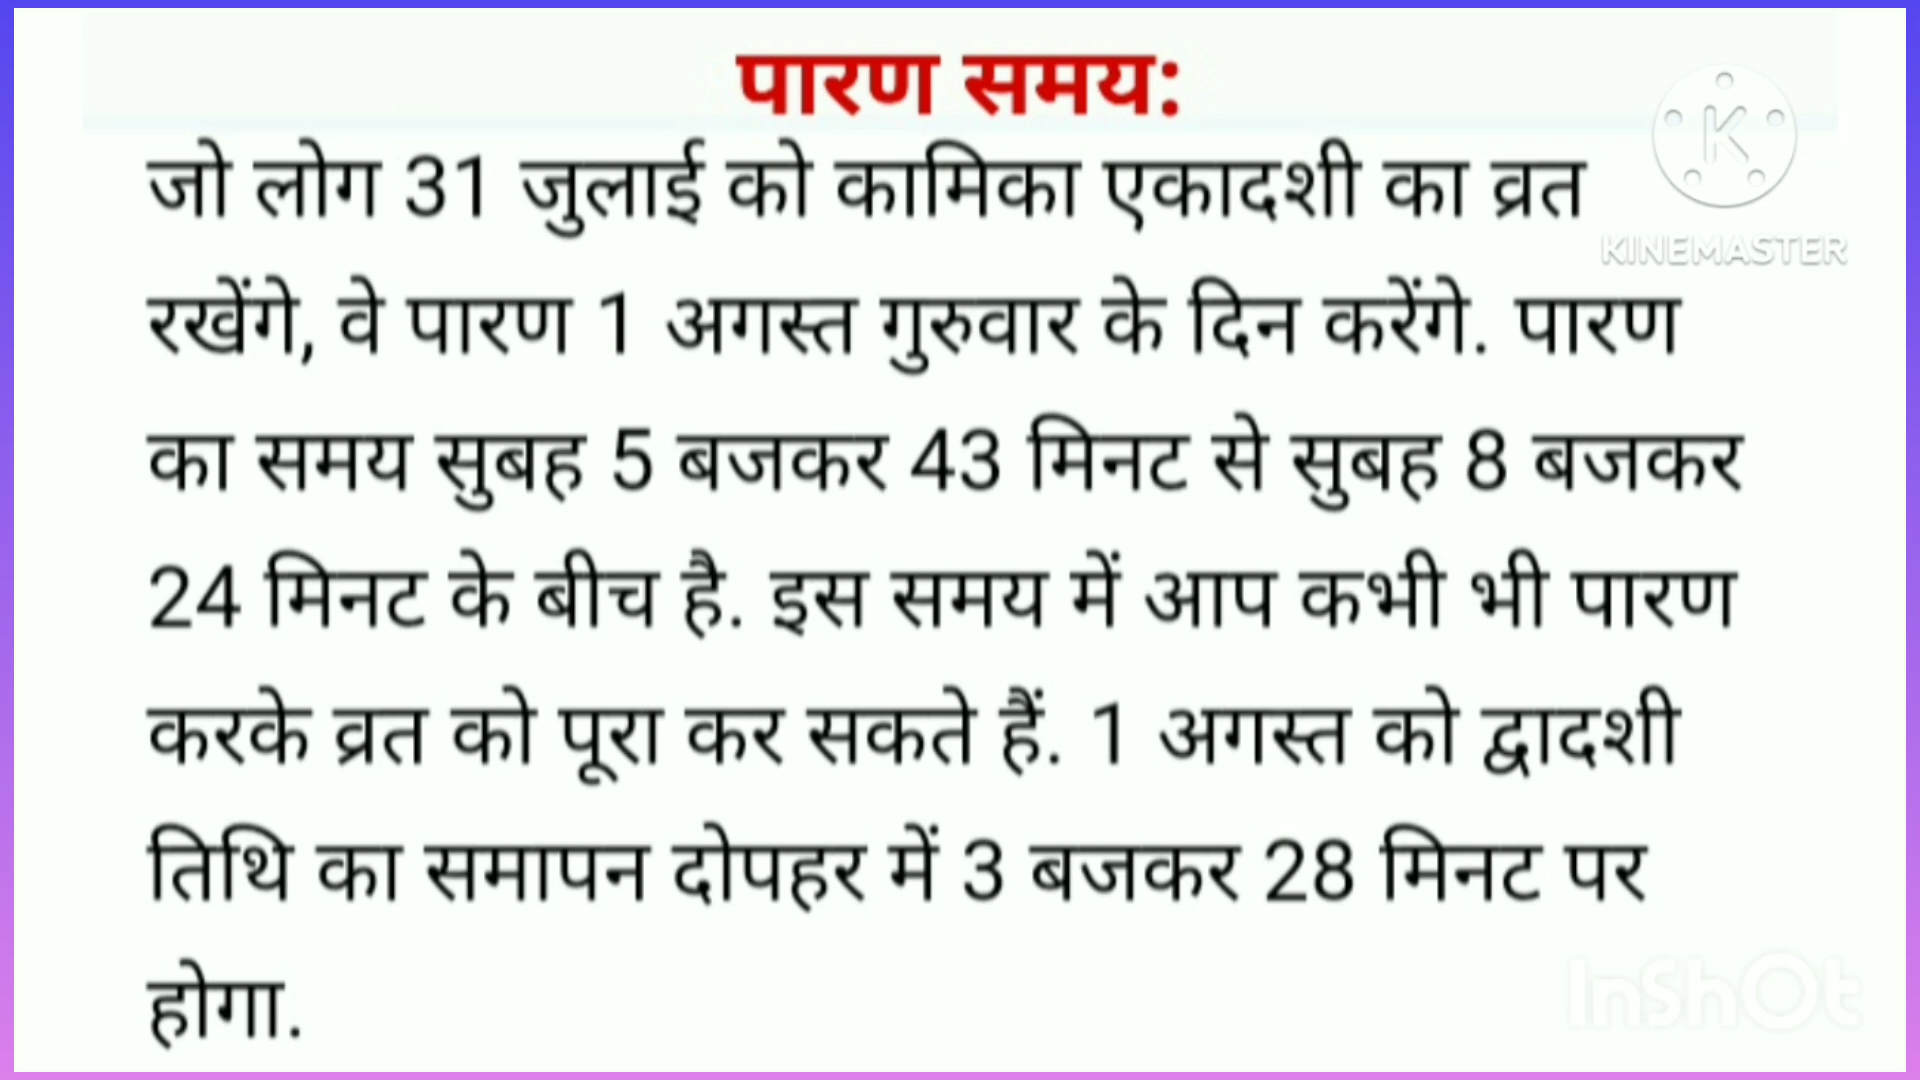 पारण समय:
जो लोग 31 जुलाई को कामिका एकादशी का व्रत
रखेंगे, वे पारण 1 अगस्त गुरुवार के दिन करेंगे. पारण
का समय सुबह 5 बजकर 43 मिनट से सुबह 8 बजकर
24 मिनट के बीच है. इस समय में आप कभी भी पारण
करके व्रत को पूरा कर सकते हैं. 1 अगस्त को द्वादशी
तिथि का समापन दोपहर में 3 बजकर 28 मिनट पर
होगा.
K
KINEMASTER
InShOt